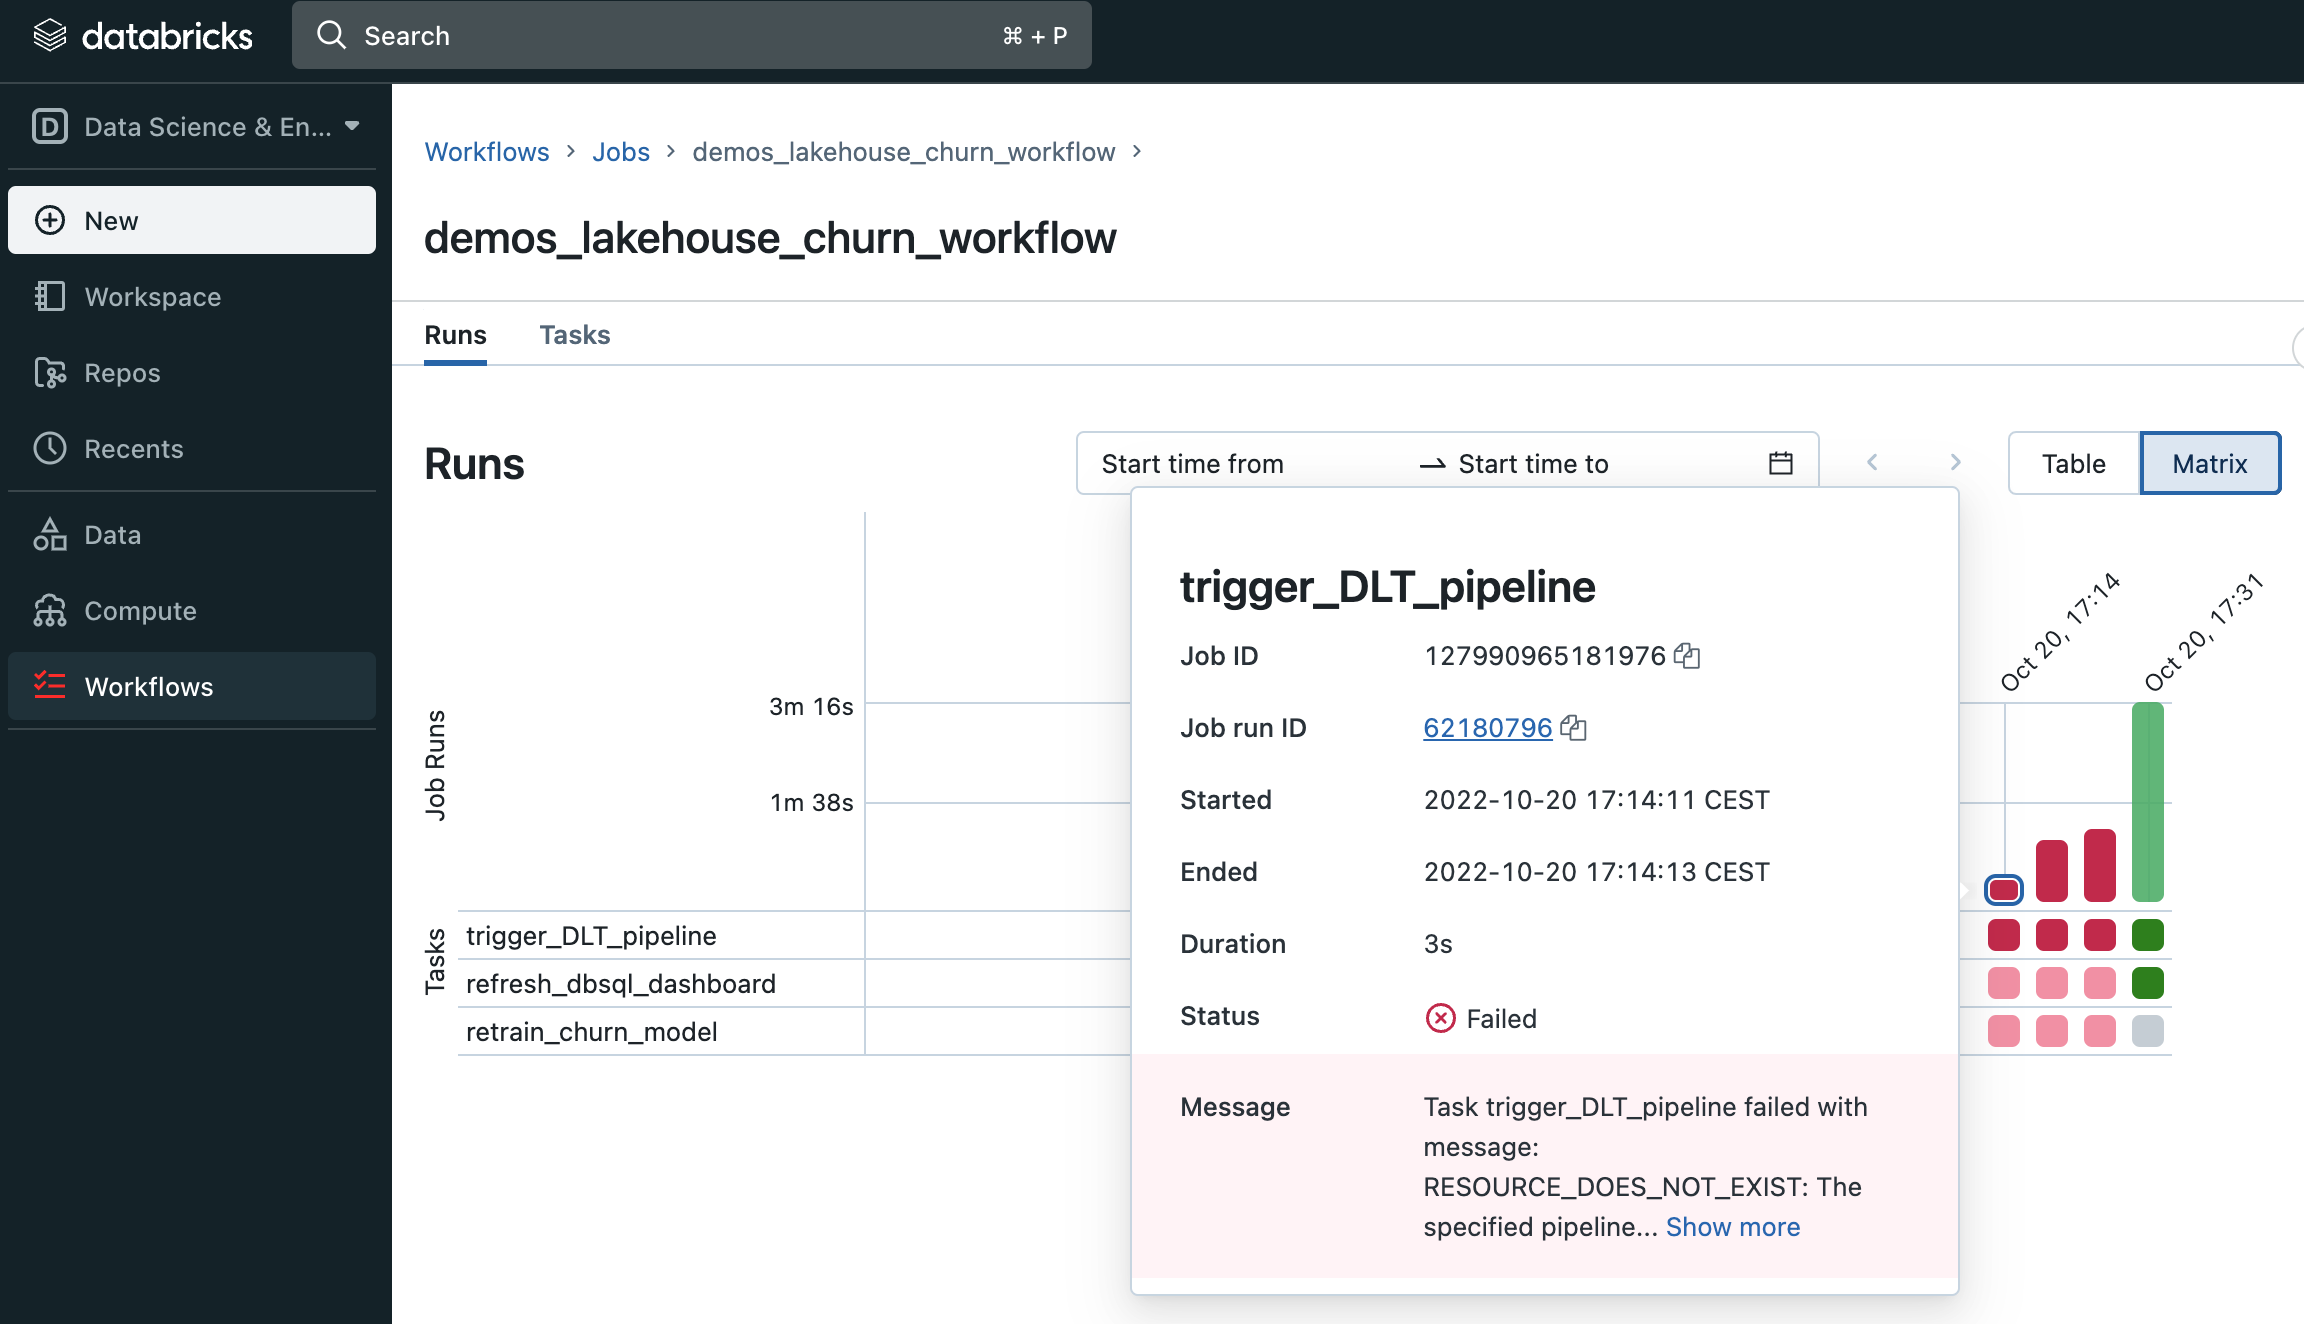 databricks
Search
⌘ + P
D
Data Science & En...
New
Workspace
Repos
Recents
Data
Compute
Workflows
Workflows > Jobs > demos_lakehouse_churn_workflow >
demos_lakehouse_churn_workflow
Runs Tasks
Runs
Start time from → Start time to
Table Matrix
Job Runs
3m 16s
1m 38s
Oct 20, 17:14
Oct 20, 17:31
Tasks
trigger_DLT_pipeline
refresh_dbsql_dashboard
retrain_churn_model
trigger_DLT_pipeline
Job ID 127990965181976
Job run ID 62180796
Started 2022-10-20 17:14:11 CEST
Ended 2022-10-20 17:14:13 CEST
Duration 3s
Status Failed
Message Task trigger_DLT_pipeline failed with
message:
RESOURCE_DOES_NOT_EXIST: The
specified pipeline... Show more